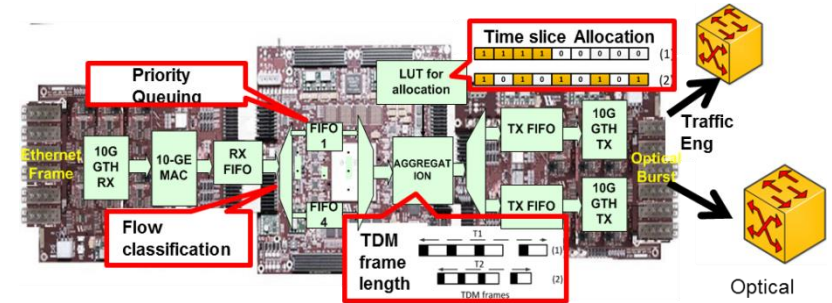 Time slice Allocation
1 1 1 1 0 0 0 0 0 (1)
1 0 1 0 1 0 1 0 1 (2)
Priority
Queuing
LUT for
allocation
Traffic
Eng
Ethernet
Frame
10G
GTH
RX
10-GE
MAC
RX
FIFO
FIFO
1
FIFO
4
AGGREGAT
ION
TX FIFO
10G
GTH
TX
TX FIFO
10G
GTH
TX
Optical
Burst
Flow
classification
TDM
frame
length
T1
(1)
T2
(2)
TDM frames
Optical